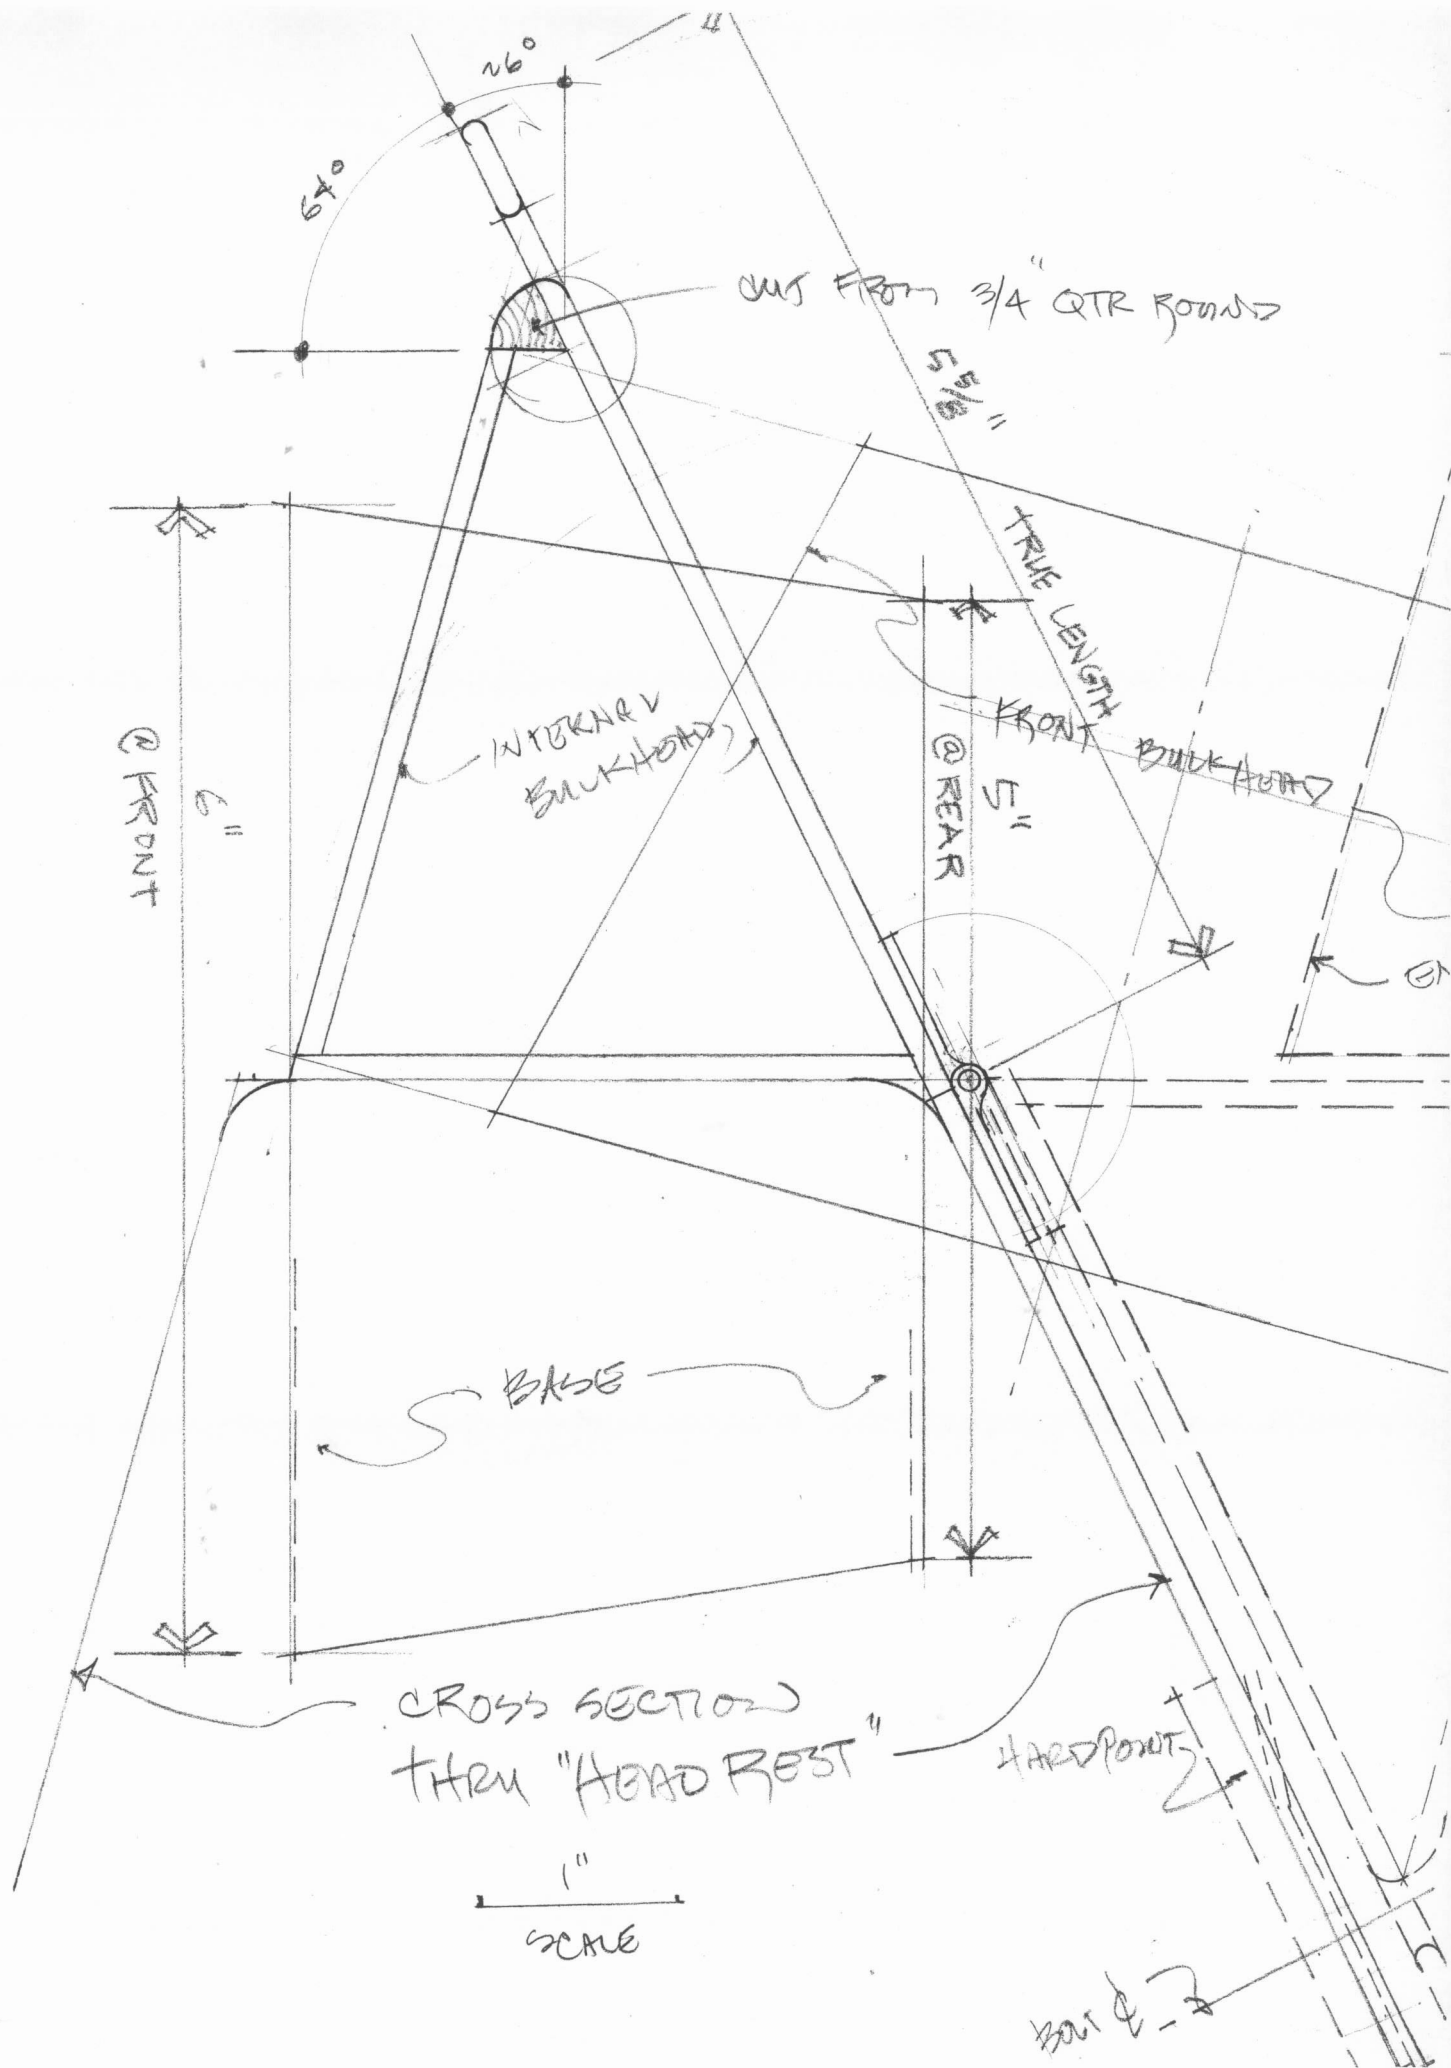 26°
64°
CUT FROM 3/4" QTR ROUND
5 5/8"
TRUE LENGTH
INTERNAL
BULKHEAD
FRONT BULKHEAD
6"
@ FRONT
5"
@ REAR
BASE
CROSS SECTION
THRU "HEAD REST"
HARDPOINT
1"
SCALE
BOLT ℄